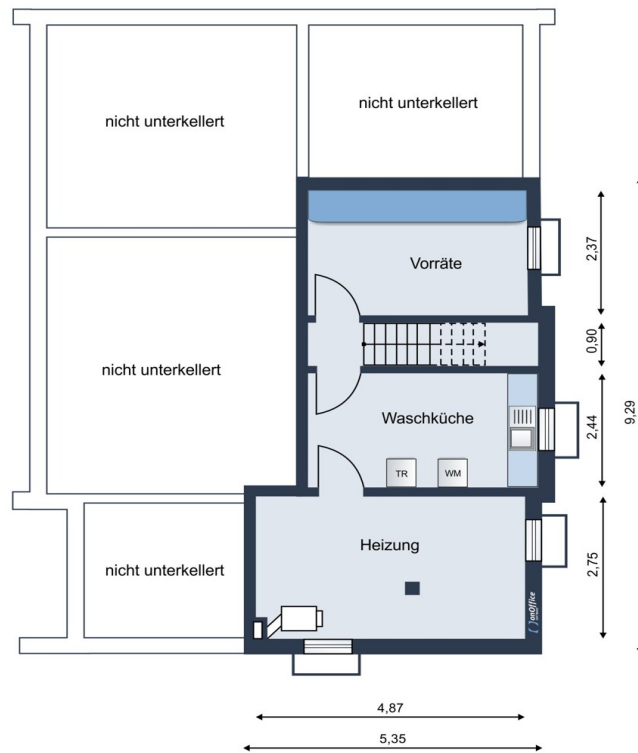 nicht unterkellert
nicht unterkellert
Vorräte
2,37
0,90
nicht unterkellert
Waschküche
2,44
9,29
TR
WM
Heizung
2,75
nicht unterkellert
onOffice
4,87
5,35